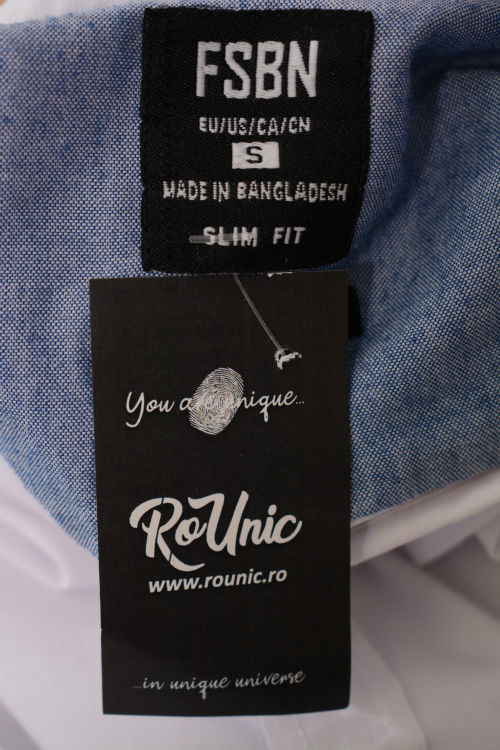 FSBN
EU/US/CA/CN
S
MADE IN BANGLADESH
SLIM FIT
You are unique...
RoUnic
www.rounic.ro
...in unique universe